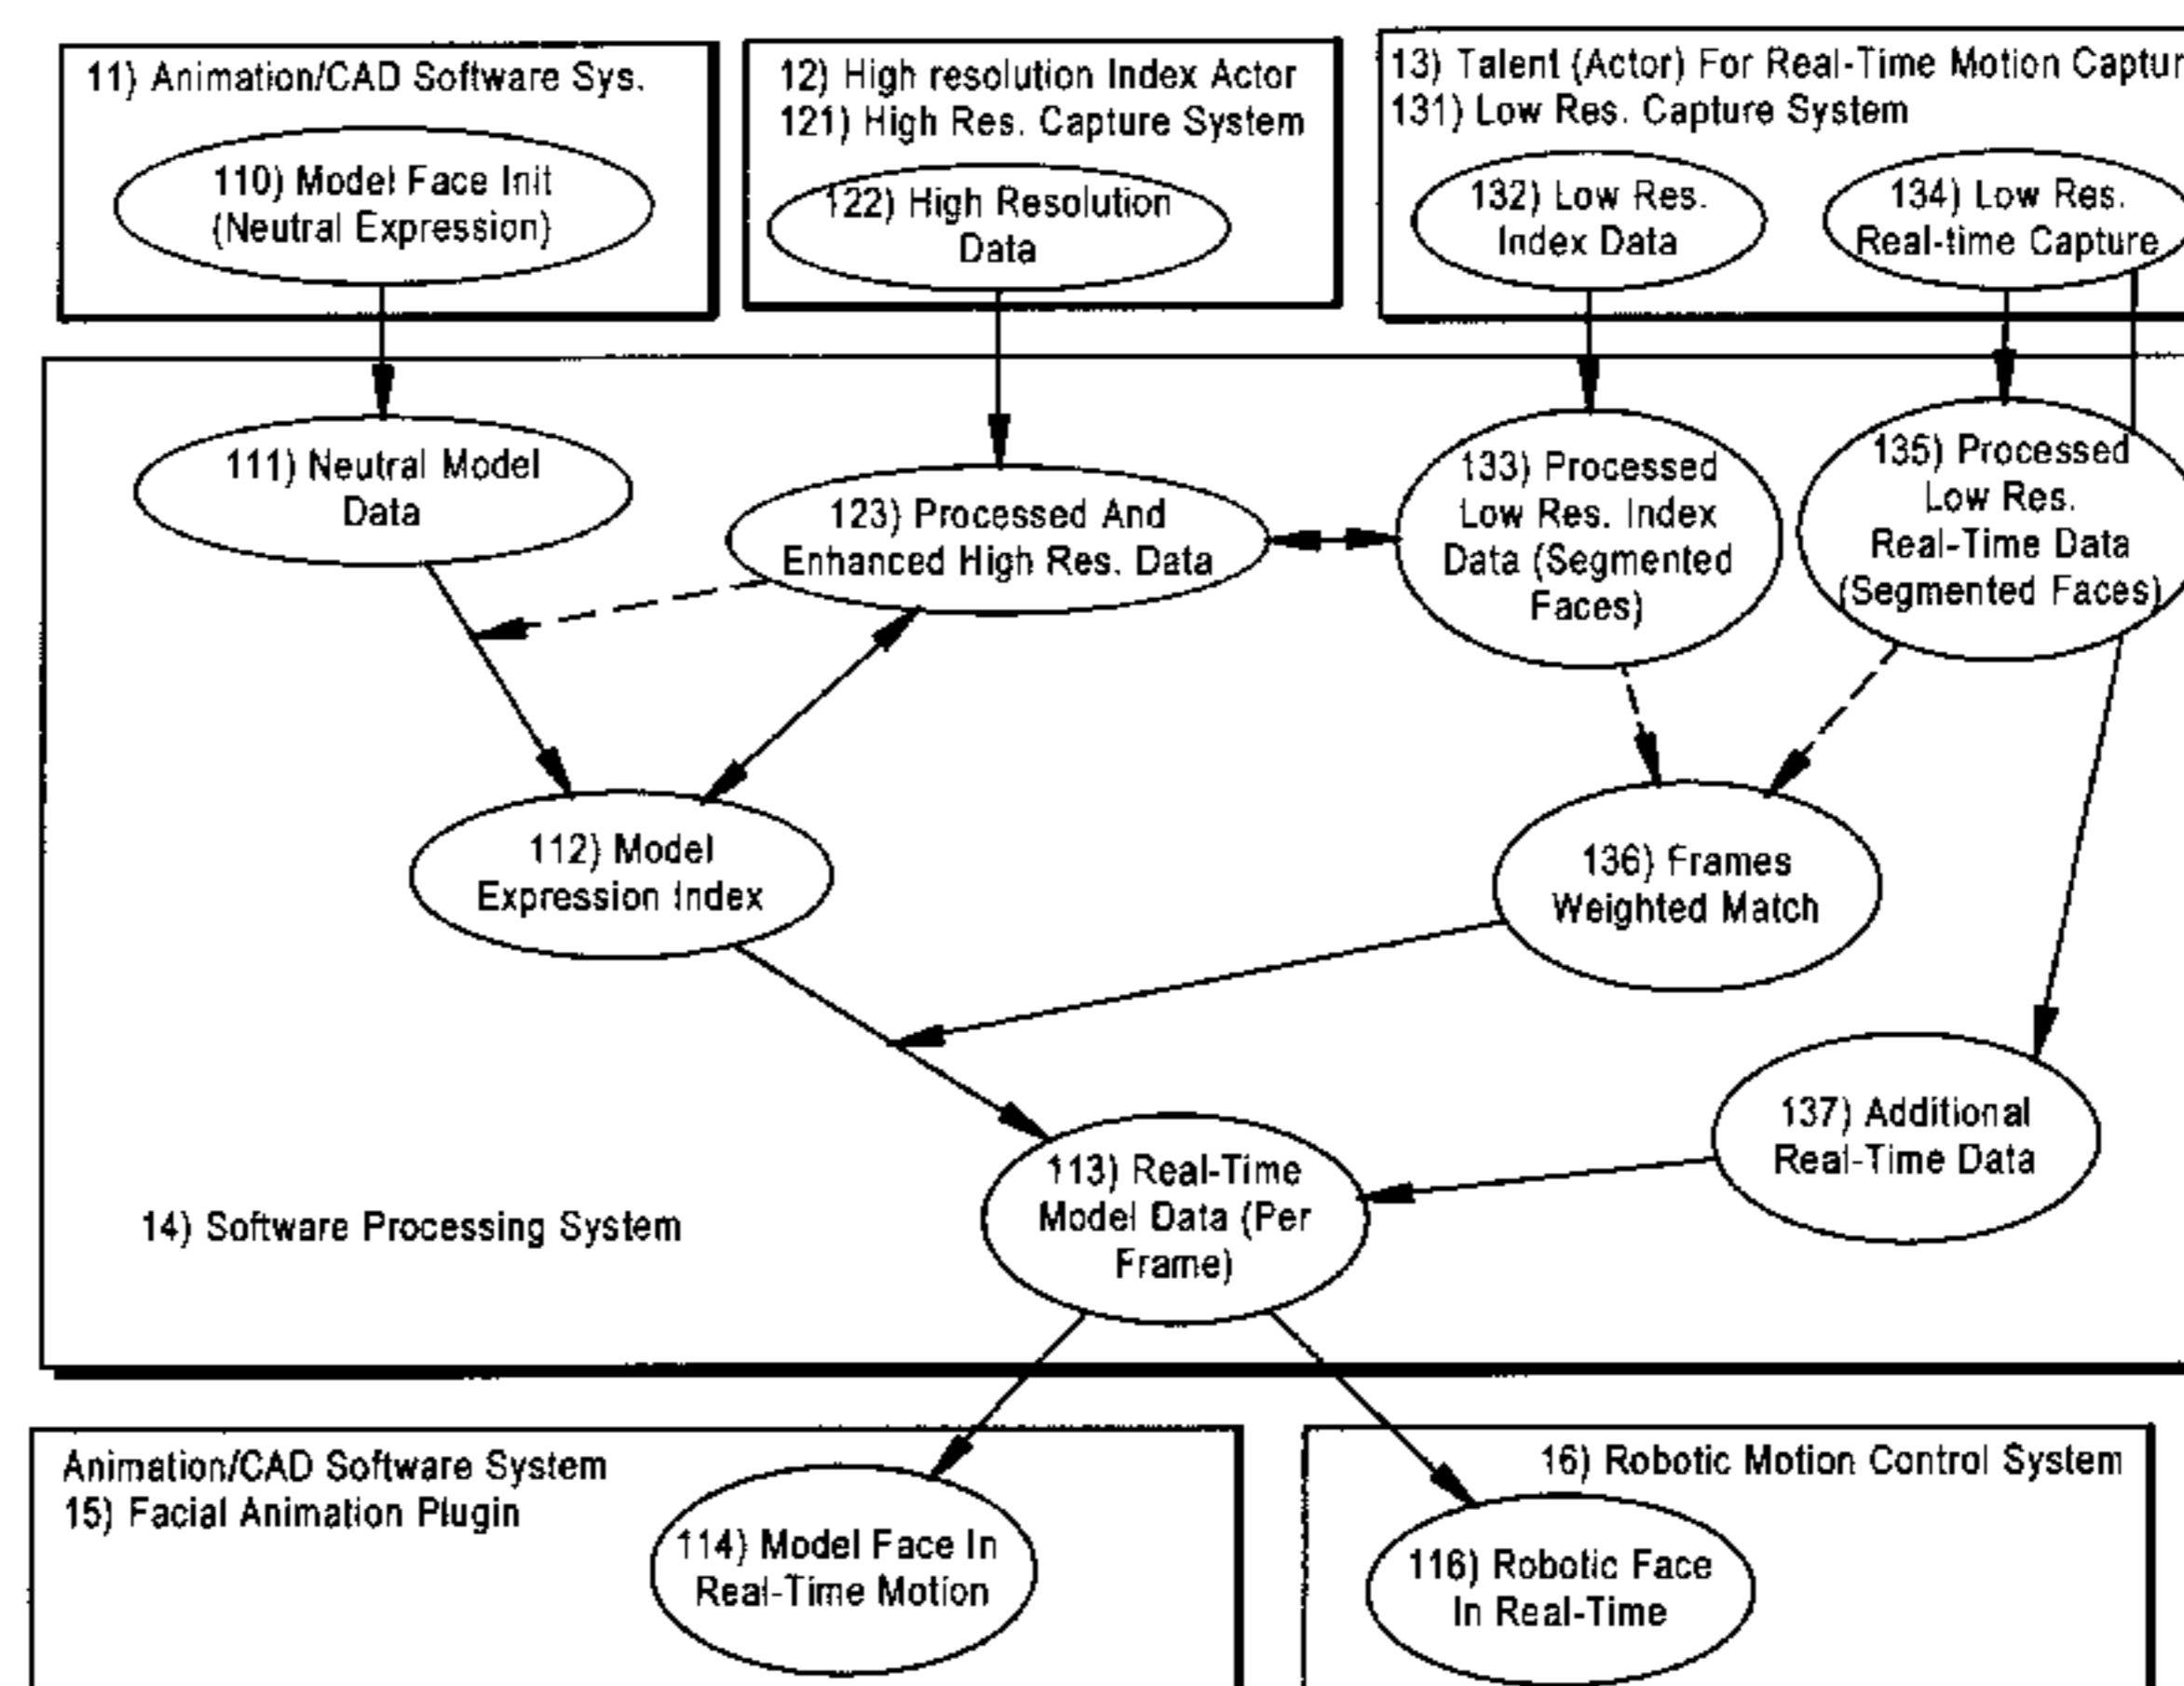 11) Animation/CAD Software Sys.
110) Model Face Init
(Neutral Expression)
12) High resolution Index Actor
121) High Res. Capture System
122) High Resolution
Data
13) Talent (Actor) For Real-Time Motion Captur
131) Low Res. Capture System
132) Low Res.
Index Data
134) Low Res.
Real-time Capture
111) Neutral Model
Data
123) Processed And
Enhanced High Res. Data
133) Processed
Low Res. Index
Data (Segmented
Faces)
135) Processed
Low Res.
Real-Time Data
(Segmented Faces)
112) Model
Expression Index
136) Frames
Weighted Match
137) Additional
Real-Time Data
113) Real-Time
Model Data (Per
Frame)
14) Software Processing System
Animation/CAD Software System
15) Facial Animation Plugin
114) Model Face In
Real-Time Motion
16) Robotic Motion Control System
116) Robotic Face
In Real-Time